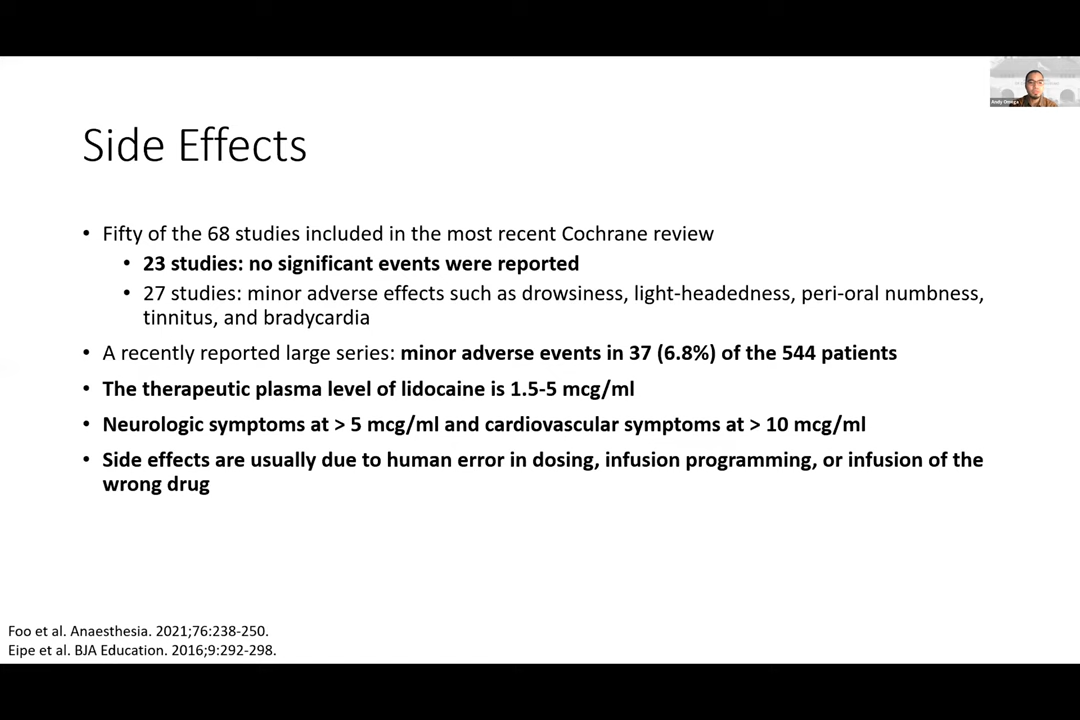 Andy Omega
Side Effects
• Fifty of the 68 studies included in the most recent Cochrane review
• 23 studies: no significant events were reported
• 27 studies: minor adverse effects such as drowsiness, light-headedness, peri-oral numbness,
tinnitus, and bradycardia
• A recently reported large series: minor adverse events in 37 (6.8%) of the 544 patients
• The therapeutic plasma level of lidocaine is 1.5-5 mcg/ml
• Neurologic symptoms at > 5 mcg/ml and cardiovascular symptoms at > 10 mcg/ml
• Side effects are usually due to human error in dosing, infusion programming, or infusion of the
wrong drug
Foo et al. Anaesthesia. 2021;76:238-250.
Eipe et al. BJA Education. 2016;9:292-298.